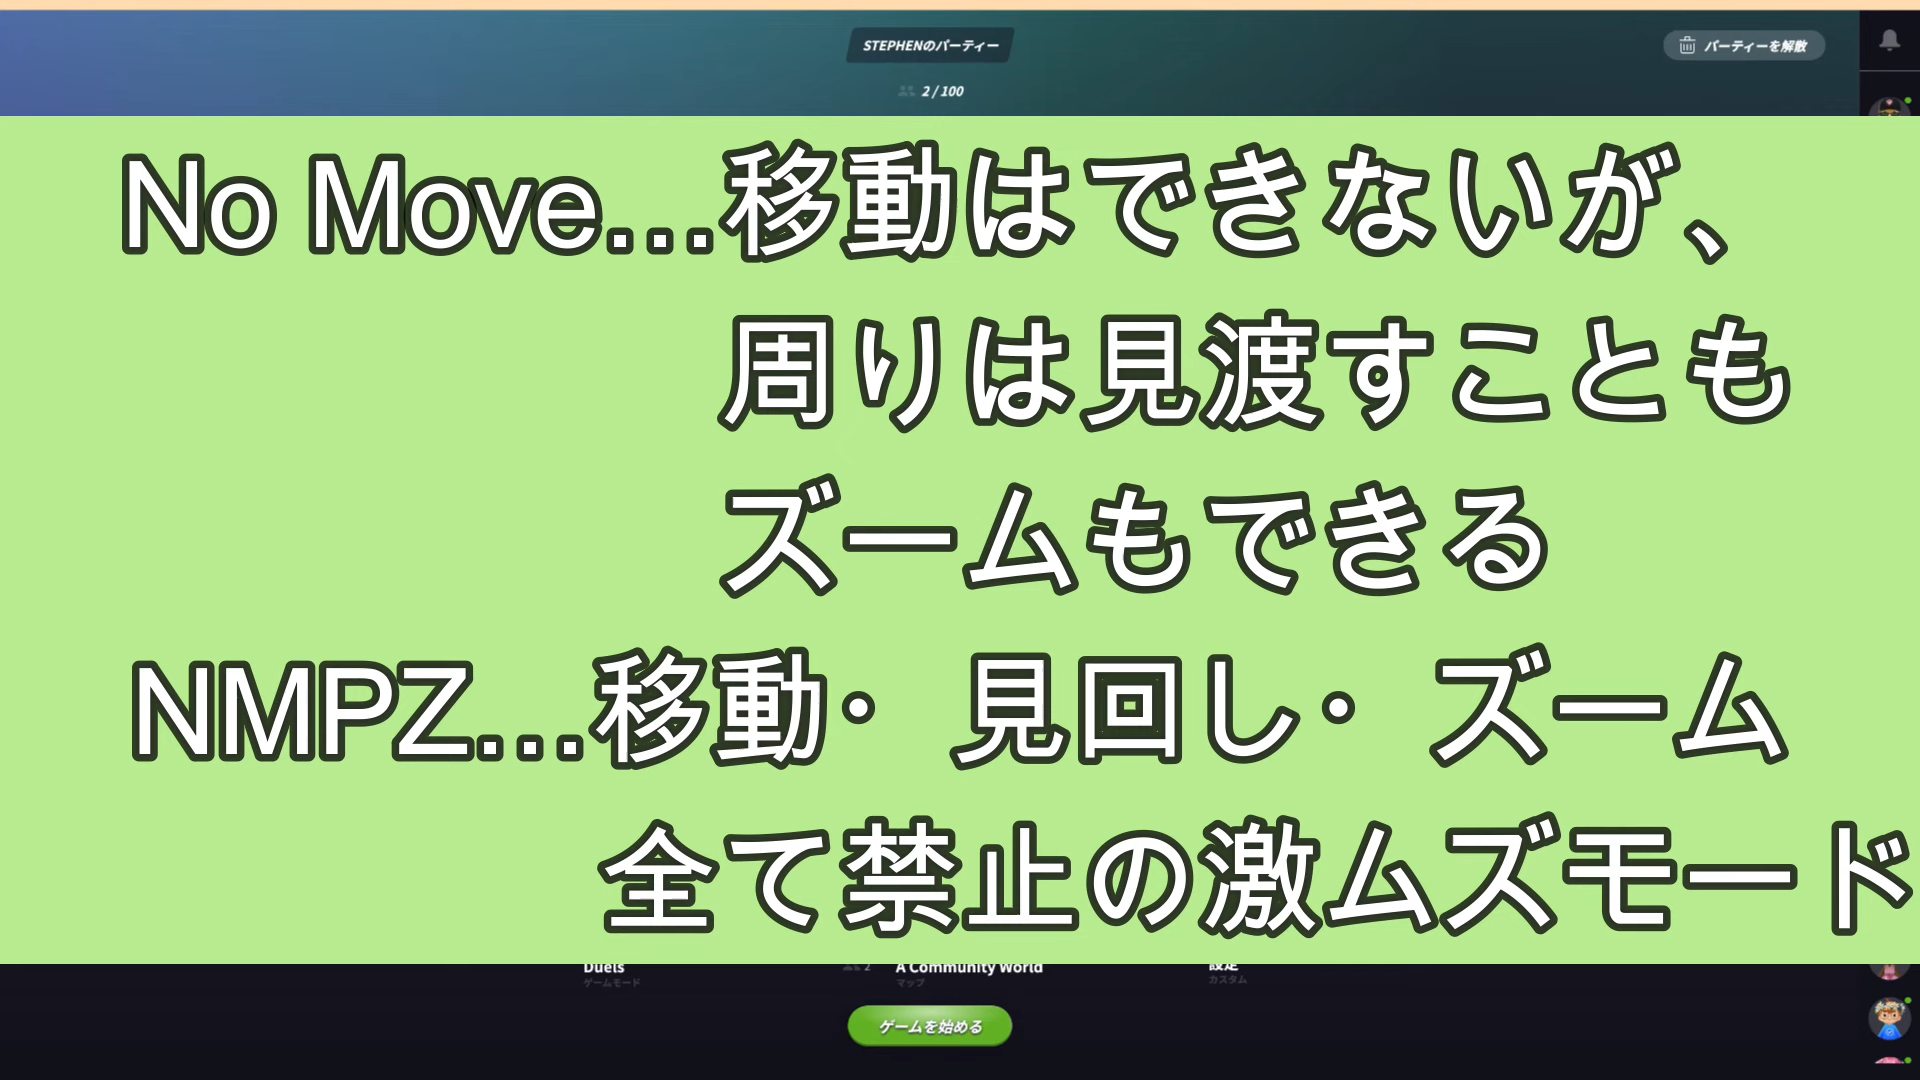 STEPHENのパーティー
パーティーを解散
2 / 100
No Move…移動はできないが、
周りは見渡すことも
ズームもできる
NMPZ…移動・見回し・ズーム
全て禁止の激ムズモード
Duels
ゲームモード
2
A Community World
マップ
設定
カスタム
ゲームを始める